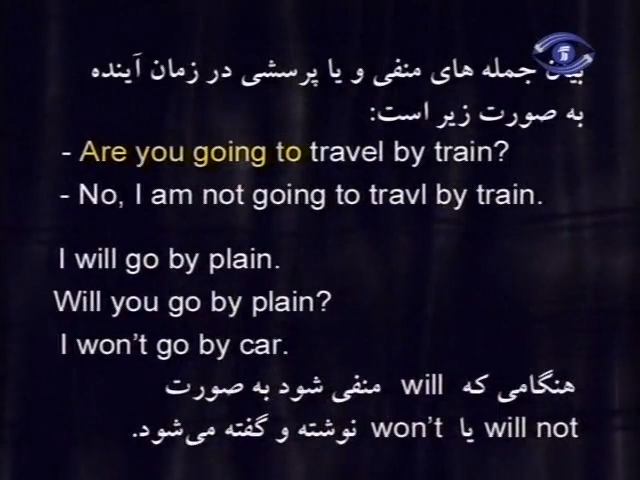 بیان جمله های منفی و یا پرسشی در زمان آینده
به صورت زیر است:
- Are you going to travel by train?
- No, I am not going to travl by train.
I will go by plain.
Will you go by plain?
I won't go by car.
هنگامی که will منفی شود به صورت
will not یا won't نوشته و گفته می‌شود.